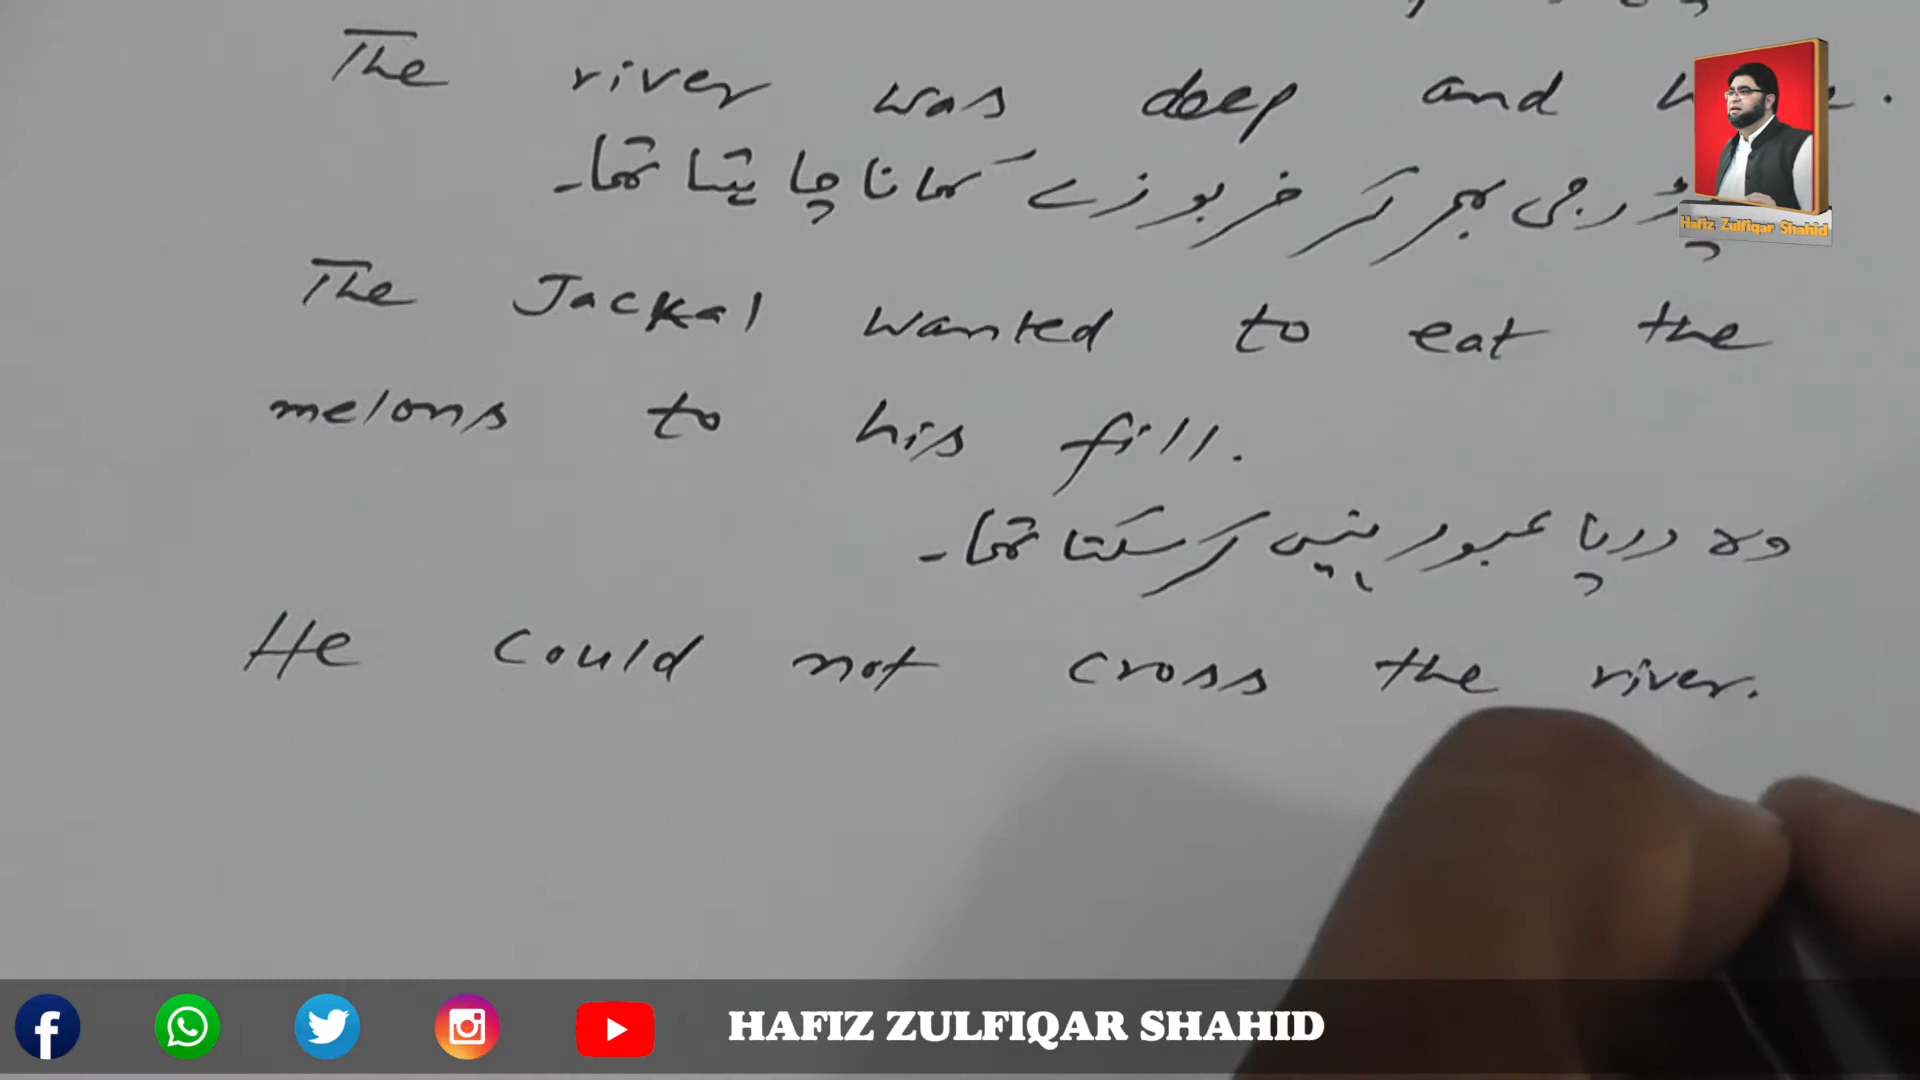 The river was deep and
جی بھر کر خربوزے کھانا چاہتا تھا۔
The Jackal wanted to eat the
melons to his fill.
وہ دریا عبور نہیں کر سکتا تھا۔
He could not cross the river.
Hafiz Zulfiqar Shahid
HAFIZ ZULFIQAR SHAHID